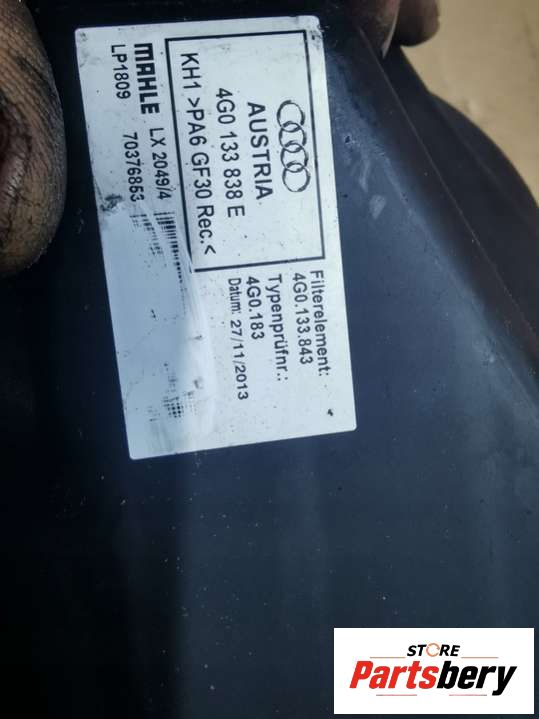 AUSTRIA
4G0 133 838 E
KH1 >PA6 GF30 Rec.<
MAHLE LX 2049/4
LP1809 70376853
Filterelement:
4G0.133.843
Typenprüfnr.:
4G0.183
Datum: 27/11/2013
STORE
Partsbery